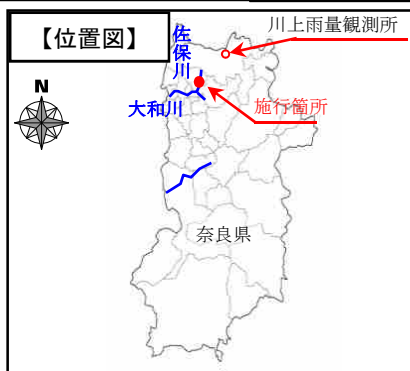 【位置図】
川上雨量観測所
佐保川
N
大和川
施行箇所
奈良県